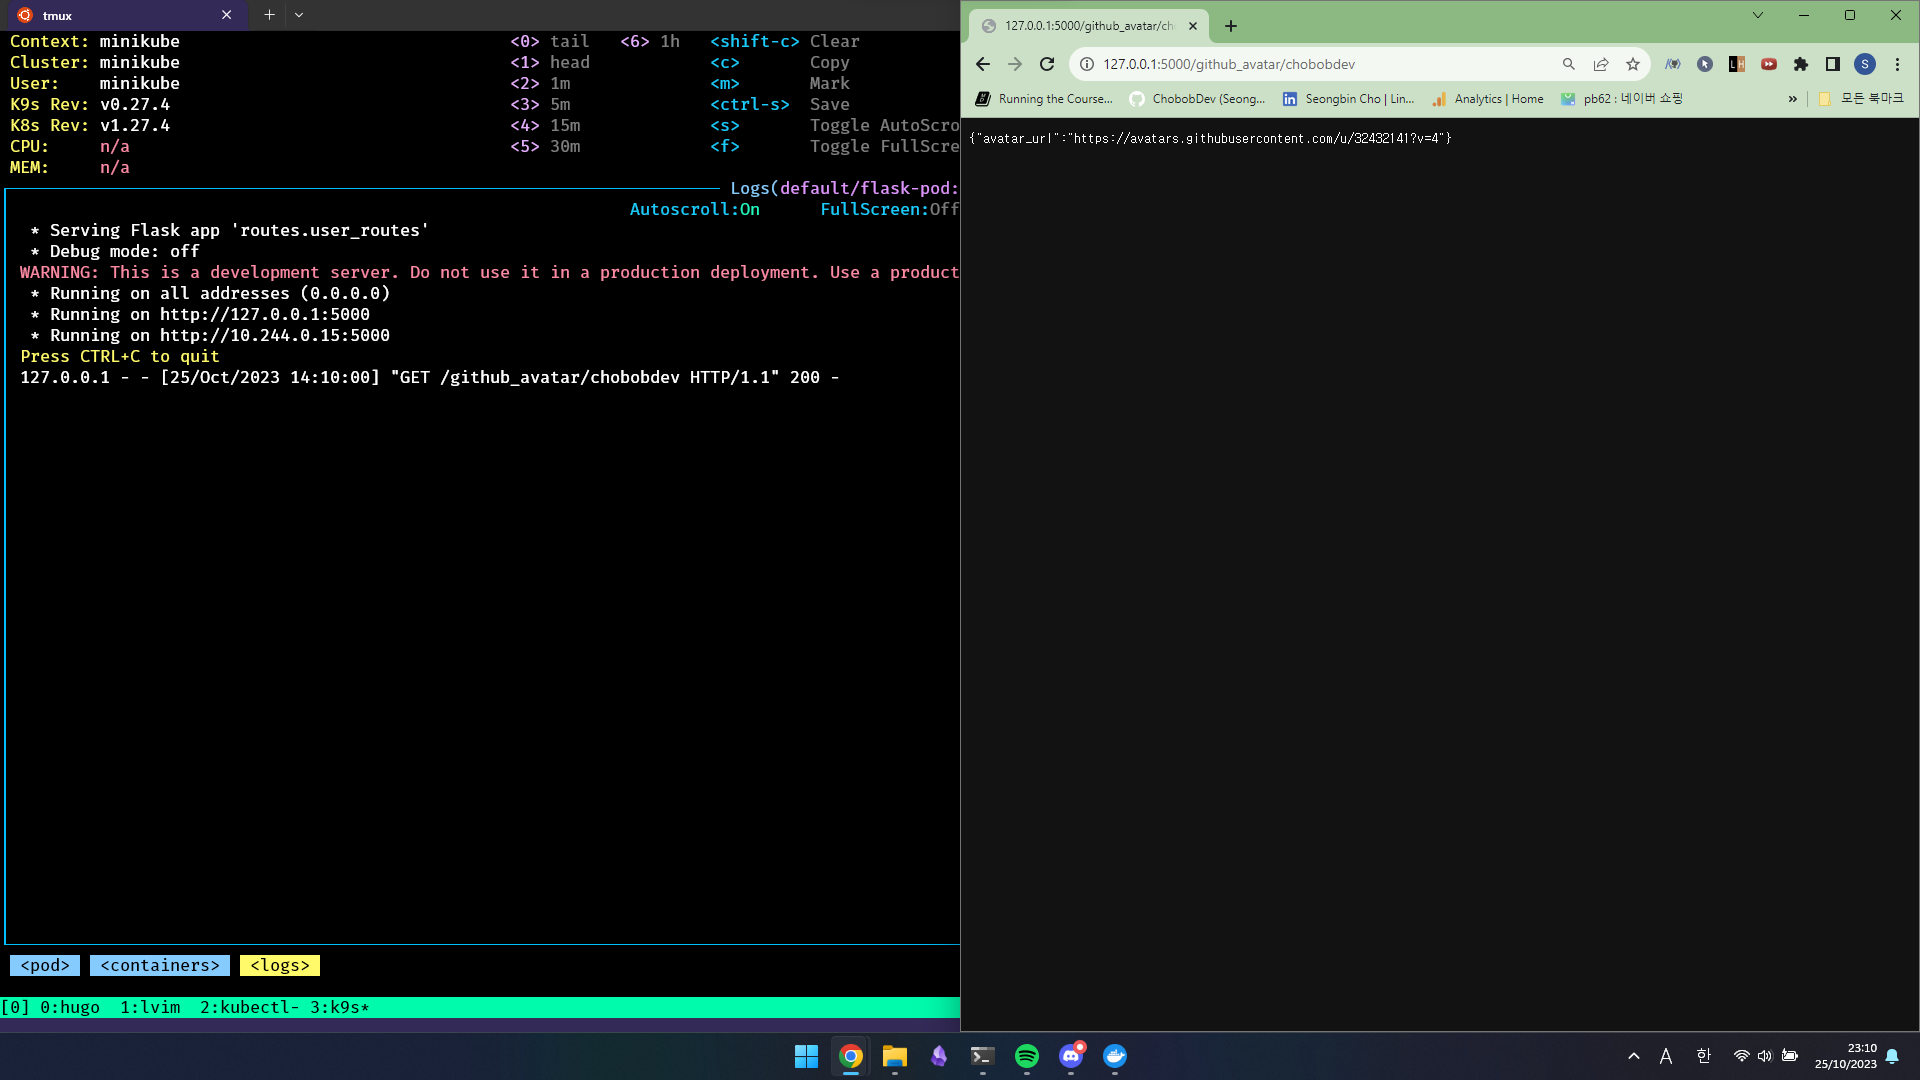 tmux
Context: minikube
Cluster: minikube
User: minikube
K9s Rev: v0.27.4
K8s Rev: v1.27.4
CPU: n/a
MEM: n/a
<0> tail
<1> head
<2> 1m
<3> 5m
<4> 15m
<5> 30m
<6> 1h
<shift-c> Clear
<c> Copy
<m> Mark
<ctrl-s> Save
<s> Toggle AutoScro
<f> Toggle FullScre
Logs(default/flask-pod:
Autoscroll:On FullScreen:Off
* Serving Flask app 'routes.user_routes'
* Debug mode: off
WARNING: This is a development server. Do not use it in a production deployment. Use a product
* Running on all addresses (0.0.0.0)
* Running on http://127.0.0.1:5000
* Running on http://10.244.0.15:5000
Press CTRL+C to quit
127.0.0.1 - - [25/Oct/2023 14:10:00] "GET /github_avatar/chobobdev HTTP/1.1" 200 -
<pod> <containers> <logs>
[0] 0:hugo 1:lvim 2:kubectl- 3:k9s*
127.0.0.1:5000/github_avatar/ch
127.0.0.1:5000/github_avatar/chobobdev
S
Running the Course... ChobobDev (Seong... Seongbin Cho | Lin... Analytics | Home pb62 : 네이버 쇼핑 » 모든 북마크
{"avatar_url":"https://avatars.githubusercontent.com/u/32432141?v=4"}
A 한
23:10
25/10/2023